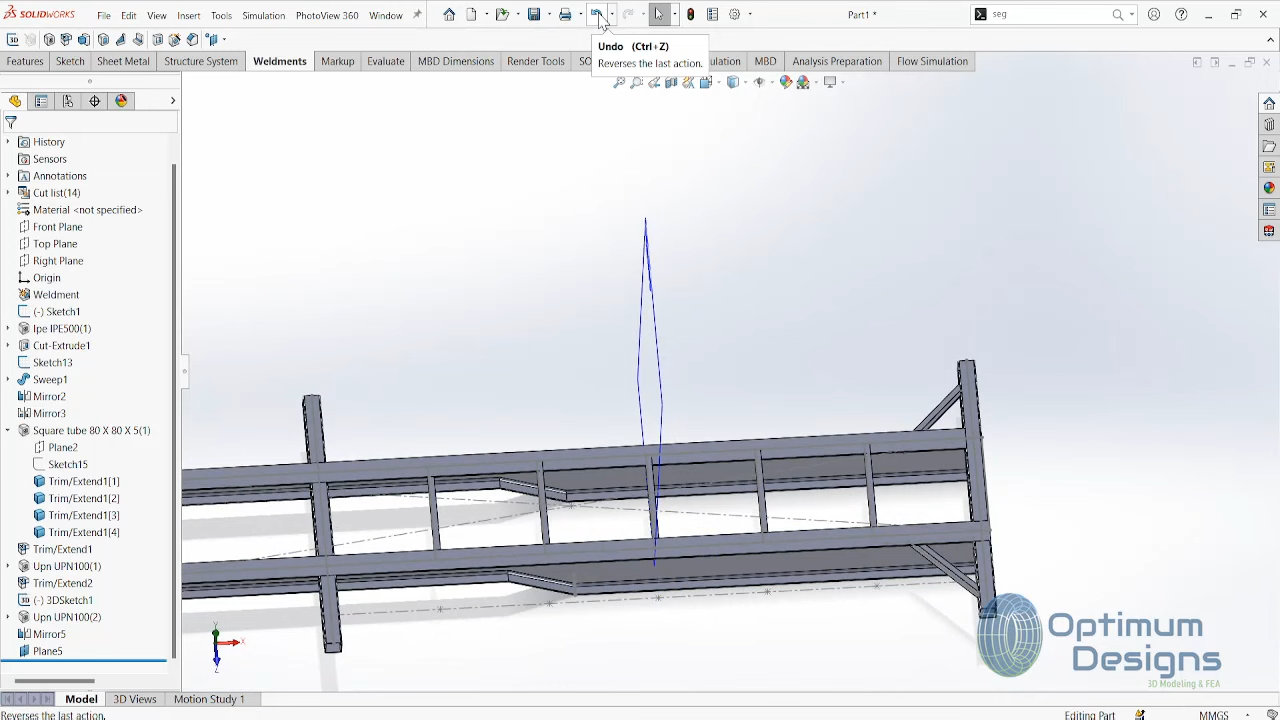 SOLIDWORKS
File
Edit
View
Insert
Tools
Simulation
PhotoView 360
Window
Part1 *
seg
Undo (Ctrl+Z)
Reverses the last action.
Features
Sketch
Sheet Metal
Structure System
Weldments
Markup
Evaluate
MBD Dimensions
Render Tools
SO
ulation
MBD
Analysis Preparation
Flow Simulation
History
Sensors
Annotations
Cut list(14)
Material <not specified>
Front Plane
Top Plane
Right Plane
Origin
Weldment
(-) Sketch1
Ipe IPE500(1)
Cut-Extrude1
Sketch13
Sweep1
Mirror2
Mirror3
Square tube 80 X 80 X 5(1)
Plane2
Sketch15
Trim/Extend1[1]
Trim/Extend1[2]
Trim/Extend1[3]
Trim/Extend1[4]
Trim/Extend1
Upn UPN100(1)
Trim/Extend2
(-) 3DSketch1
Upn UPN100(2)
Mirror5
Plane5
Y
X
Z
Optimum
Designs
3D Modeling & FEA
Model
3D Views
Motion Study 1
Reverses the last action.
Editing Part
MMGS